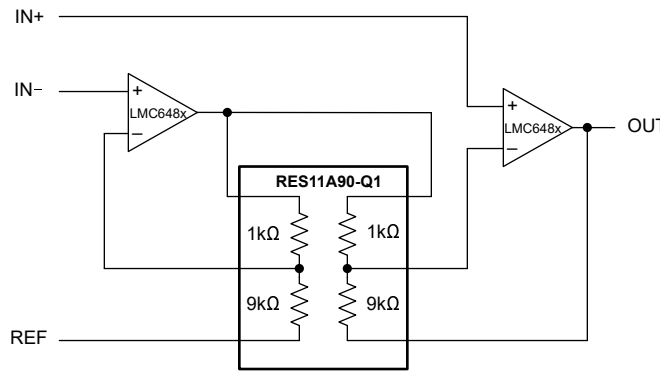 IN+
IN−
+
LMC648x
−
+
LMC648x
−
OUT
RES11A90-Q1
1kΩ
1kΩ
9kΩ
9kΩ
REF